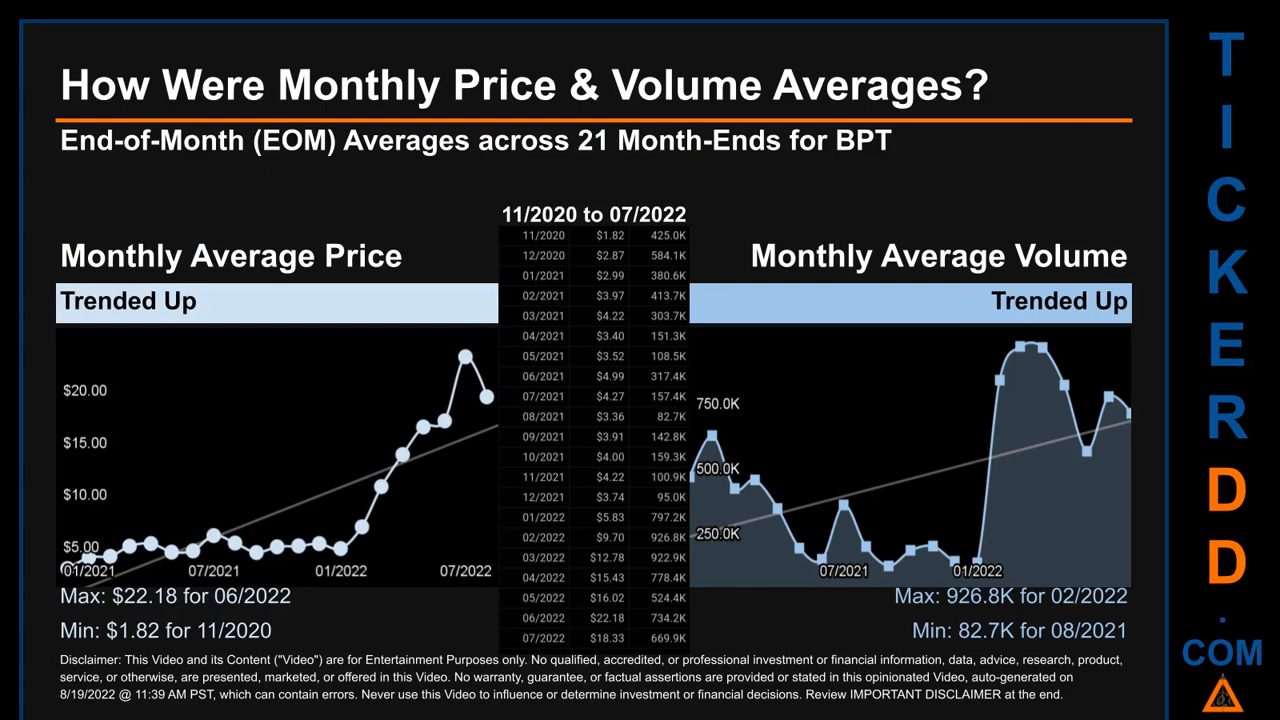 How Were Monthly Price & Volume Averages?
End-of-Month (EOM) Averages across 21 Month-Ends for BPT
11/2020 to 07/2022
11/2020 $1.82 425.0K
12/2020 $2.87 584.1K
01/2021 $2.99 380.6K
02/2021 $3.97 413.7K
03/2021 $4.22 303.7K
04/2021 $3.40 151.3K
05/2021 $3.52 108.5K
06/2021 $4.99 317.4K
07/2021 $4.27 157.4K
08/2021 $3.36 82.7K
09/2021 $3.91 142.8K
10/2021 $4.00 159.3K
11/2021 $4.22 100.9K
12/2021 $3.74 95.0K
01/2022 $5.83 797.2K
02/2022 $9.70 926.8K
03/2022 $12.78 922.9K
04/2022 $15.43 778.4K
05/2022 $16.02 524.4K
06/2022 $22.18 734.2K
07/2022 $18.33 669.9K
Monthly Average Price
Trended Up
$20.00
$15.00
$10.00
$5.00
01/2021 07/2021 01/2022 07/2022
Max: $22.18 for 06/2022
Min: $1.82 for 11/2020
Monthly Average Volume
Trended Up
750.0K
500.0K
250.0K
07/2021 01/2022
Max: 926.8K for 02/2022
Min: 82.7K for 08/2021
Disclaimer: This Video and its Content ("Video") are for Entertainment Purposes only. No qualified, accredited, or professional investment or financial information, data, advice, research, product,
service, or otherwise, are presented, marketed, or offered in this Video. No warranty, guarantee, or factual assertions are provided or stated in this opinionated Video, auto-generated on
8/19/2022 @ 11:39 AM PST, which can contain errors. Never use this Video to influence or determine investment or financial decisions. Review IMPORTANT DISCLAIMER at the end.
T
I
C
K
E
R
D
D
.
COM